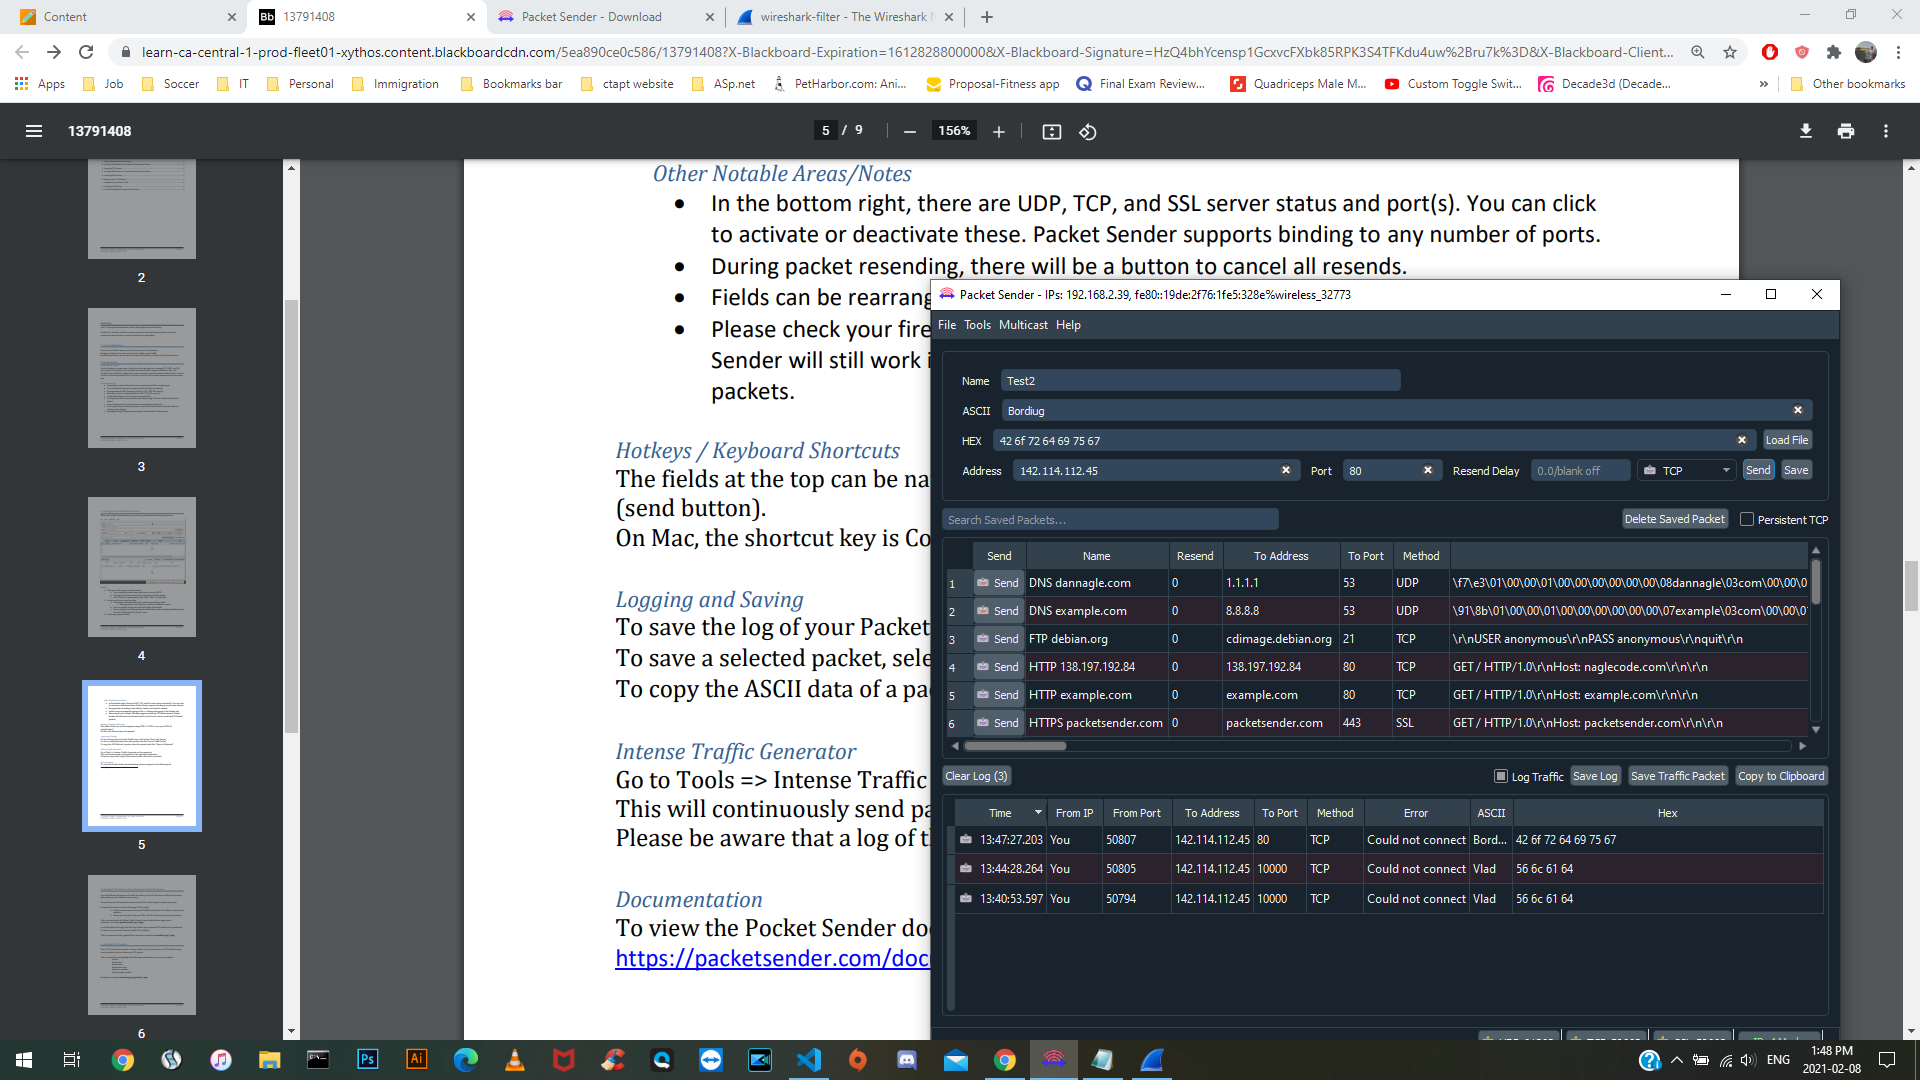 Content
13791408
Packet Sender - Download
wireshark-filter - The Wireshark
learn-ca-central-1-prod-fleet01-xythos.content.blackboardcdn.com/5ea890ce0c586/13791408?X-Blackboard-Expiration=1612828800000&X-Blackboard-Signature=HzQ4bhYcensp1GcxvcFXbk85RPK3S4TFKdu4uw%2Bru7k%3D&X-Blackboard-Client...
Apps Job Soccer IT Personal Immigration Bookmarks bar ctapt website ASp.net PetHarbor.com: Ani... Proposal-Fitness app Final Exam Review... Quadriceps Male M... Custom Toggle Swit... Decade3d (Decade... » Other bookmarks
13791408
5 / 9
156%
2
3
4
5
6
Other Notable Areas/Notes
• In the bottom right, there are UDP, TCP, and SSL server status and port(s). You can click
to activate or deactivate these. Packet Sender supports binding to any number of ports.
• During packet resending, there will be a button to cancel all resends.
• Fields can be rearrang
• Please check your fire
Sender will still work i
packets.
Hotkeys / Keyboard Shortcuts
The fields at the top can be na
(send button).
On Mac, the shortcut key is Co
Logging and Saving
To save the log of your Packet
To save a selected packet, sele
To copy the ASCII data of a pa
Intense Traffic Generator
Go to Tools => Intense Traffic
This will continuously send pa
Please be aware that a log of t
Documentation
To view the Pocket Sender do
https://packetsender.com/doc
Packet Sender - IPs: 192.168.2.39, fe80::19de:2f76:1fe5:328e%wireless_32773
File Tools Multicast Help
Name Test2
ASCII Bordiug
HEX 42 6f 72 64 69 75 67 Load File
Address 142.114.112.45 Port 80 Resend Delay 0.0/blank off TCP Send Save
Search Saved Packets... Delete Saved Packet Persistent TCP
Send Name Resend To Address To Port Method
1 Send DNS dannagle.com 0 1.1.1.1 53 UDP \f7\e3\01\00\00\01\00\00\00\00\00\00\08dannagle\03com\00\00\0
2 Send DNS example.com 0 8.8.8.8 53 UDP \91\8b\01\00\00\01\00\00\00\00\00\00\07example\03com\00\00\0
3 Send FTP debian.org 0 cdimage.debian.org 21 TCP \r\nUSER anonymous\r\nPASS anonymous\r\nquit\r\n
4 Send HTTP 138.197.192.84 0 138.197.192.84 80 TCP GET / HTTP/1.0\r\nHost: naglecode.com\r\n\r\n
5 Send HTTP example.com 0 example.com 80 TCP GET / HTTP/1.0\r\nHost: example.com\r\n\r\n
6 Send HTTPS packetsender.com 0 packetsender.com 443 SSL GET / HTTP/1.0\r\nHost: packetsender.com\r\n\r\n
Clear Log (3) Log Traffic Save Log Save Traffic Packet Copy to Clipboard
Time From IP From Port To Address To Port Method Error ASCII Hex
13:47:27.203 You 50807 142.114.112.45 80 TCP Could not connect Bord... 42 6f 72 64 69 75 67
13:44:28.264 You 50805 142.114.112.45 10000 TCP Could not connect Vlad 56 6c 61 64
13:40:53.597 You 50794 142.114.112.45 10000 TCP Could not connect Vlad 56 6c 61 64
ENG
1:48 PM
2021-02-08